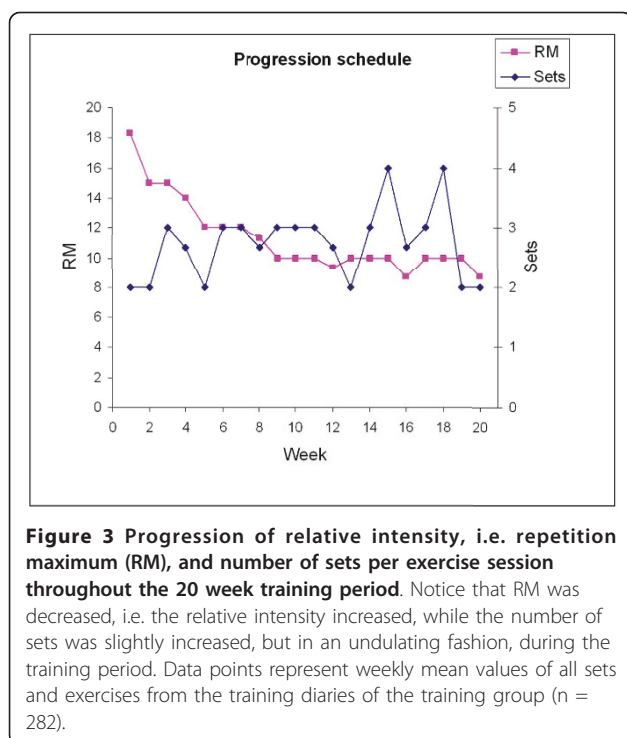 Progression schedule
RM
Sets
20
18
16
14
12
10
8
6
4
2
0
RM
5
4
3
2
1
0
Sets
0 2 4 6 8 10 12 14 16 18 20
Week
Figure 3 Progression of relative intensity, i.e. repetition
maximum (RM), and number of sets per exercise session
throughout the 20 week training period. Notice that RM was
decreased, i.e. the relative intensity increased, while the number of
sets was slightly increased, but in an undulating fashion, during the
training period. Data points represent weekly mean values of all sets
and exercises from the training diaries of the training group (n =
282).